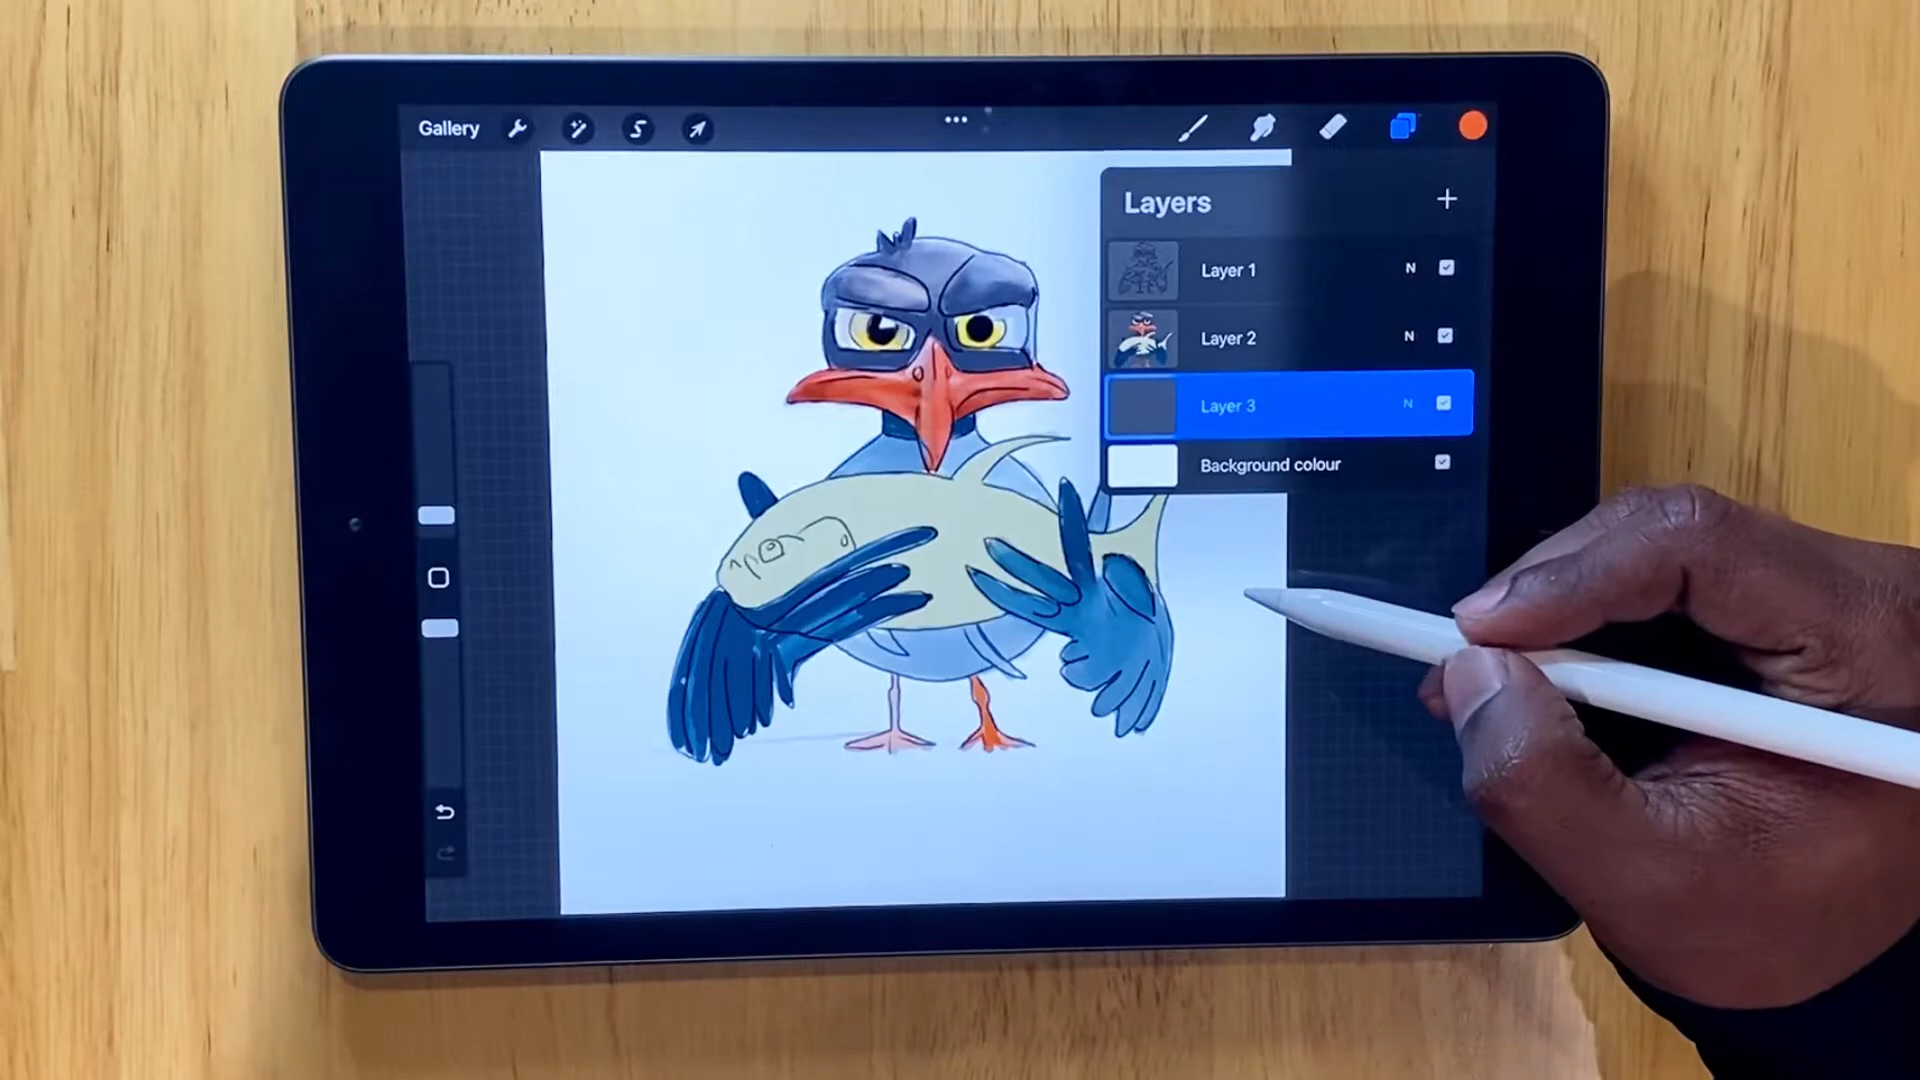 Gallery
Layers
Layer 1 N
Layer 2 N
Layer 3 N
Background colour